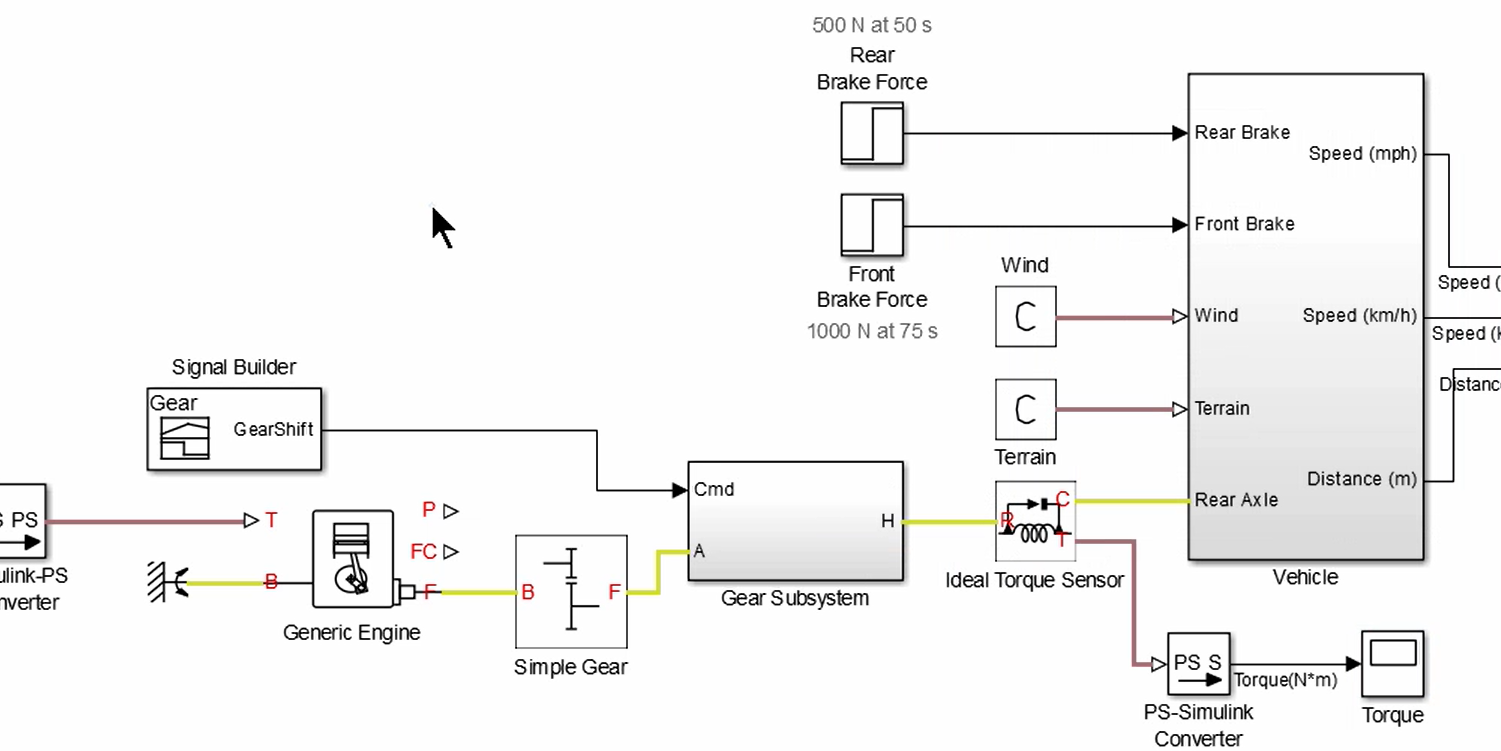 500 N at 50 s
Rear
Brake Force
Rear Brake
Speed (mph)
Front Brake
Front
Brake Force
1000 N at 75 s
Wind
C
Wind
Speed (km/h)
Speed (
Speed (k
Distanc
C
Terrain
Terrain
Signal Builder
Gear
GearShift
Cmd
H
A
Gear Subsystem
R
C
T
Ideal Torque Sensor
Rear Axle
Distance (m)
Vehicle
S PS
ulink-PS
nverter
T
P
FC
B
F
Generic Engine
B
F
Simple Gear
PS S
PS-Simulink
Converter
Torque(N*m)
Torque